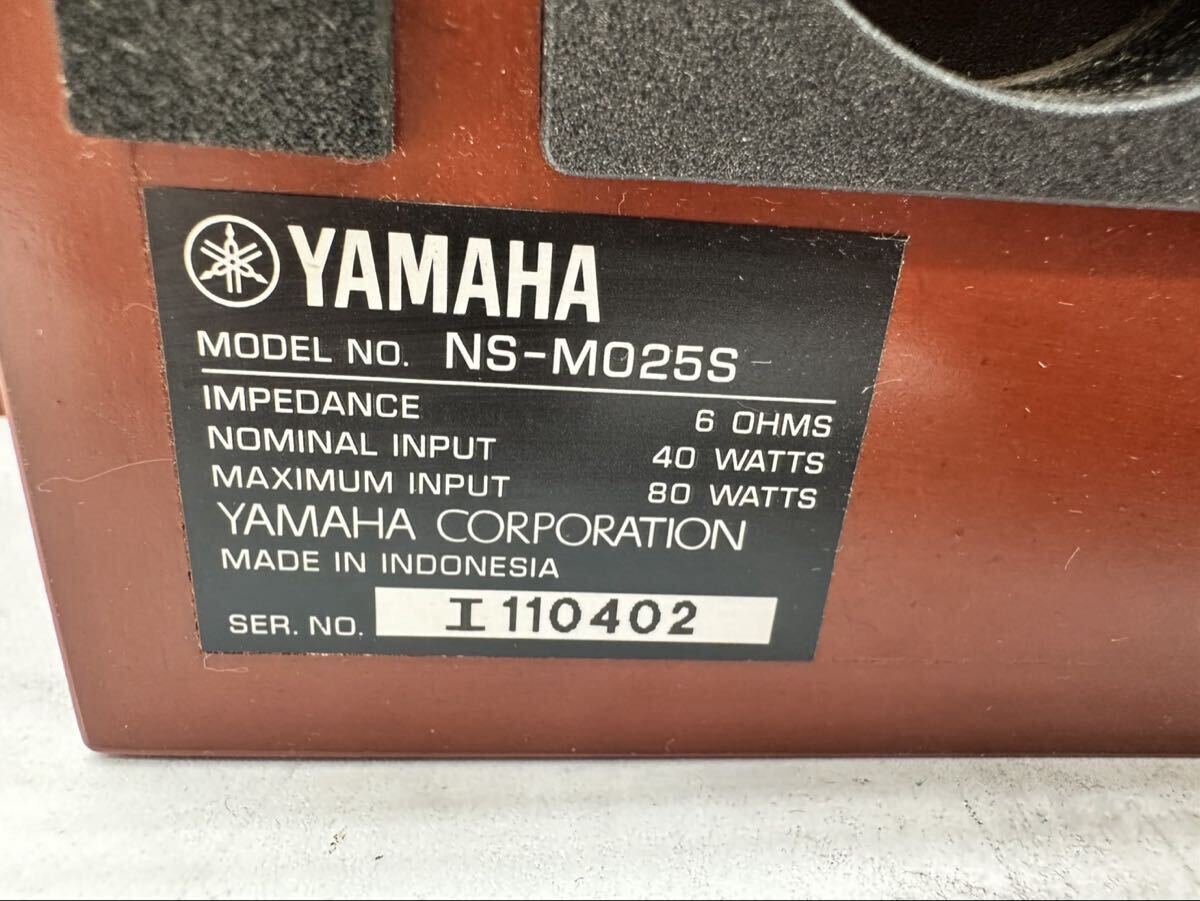 YAMAHA
MODEL NO. NS-M025S
IMPEDANCE 6 OHMS
NOMINAL INPUT 40 WATTS
MAXIMUM INPUT 80 WATTS
YAMAHA CORPORATION
MADE IN INDONESIA
SER. NO. I 110402